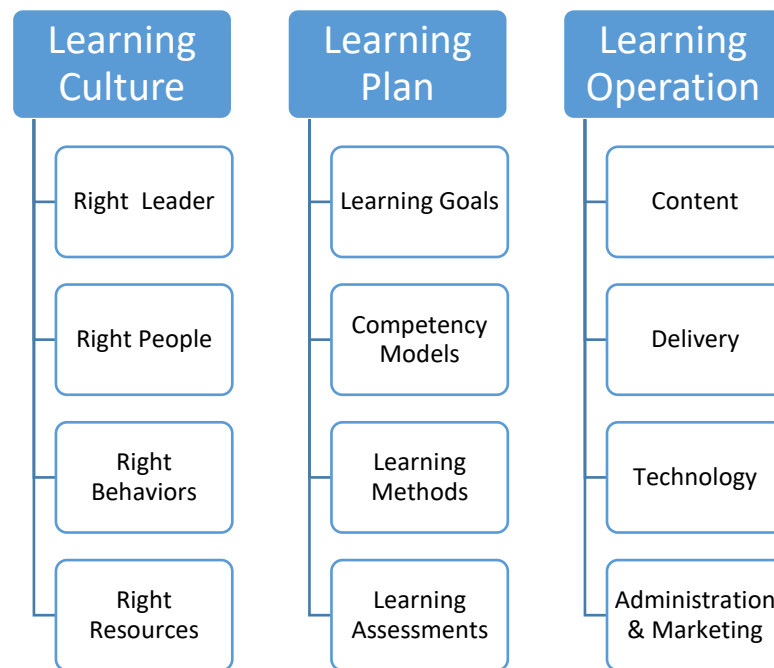 Learning
Culture
Right  Leader
Right People
Right
Behaviors
Right
Resources
Learning
Plan
Learning Goals
Competency
Models
Learning
Methods
Learning
Assessments
Learning
Operation
Content
Delivery
Technology
Administration
& Marketing